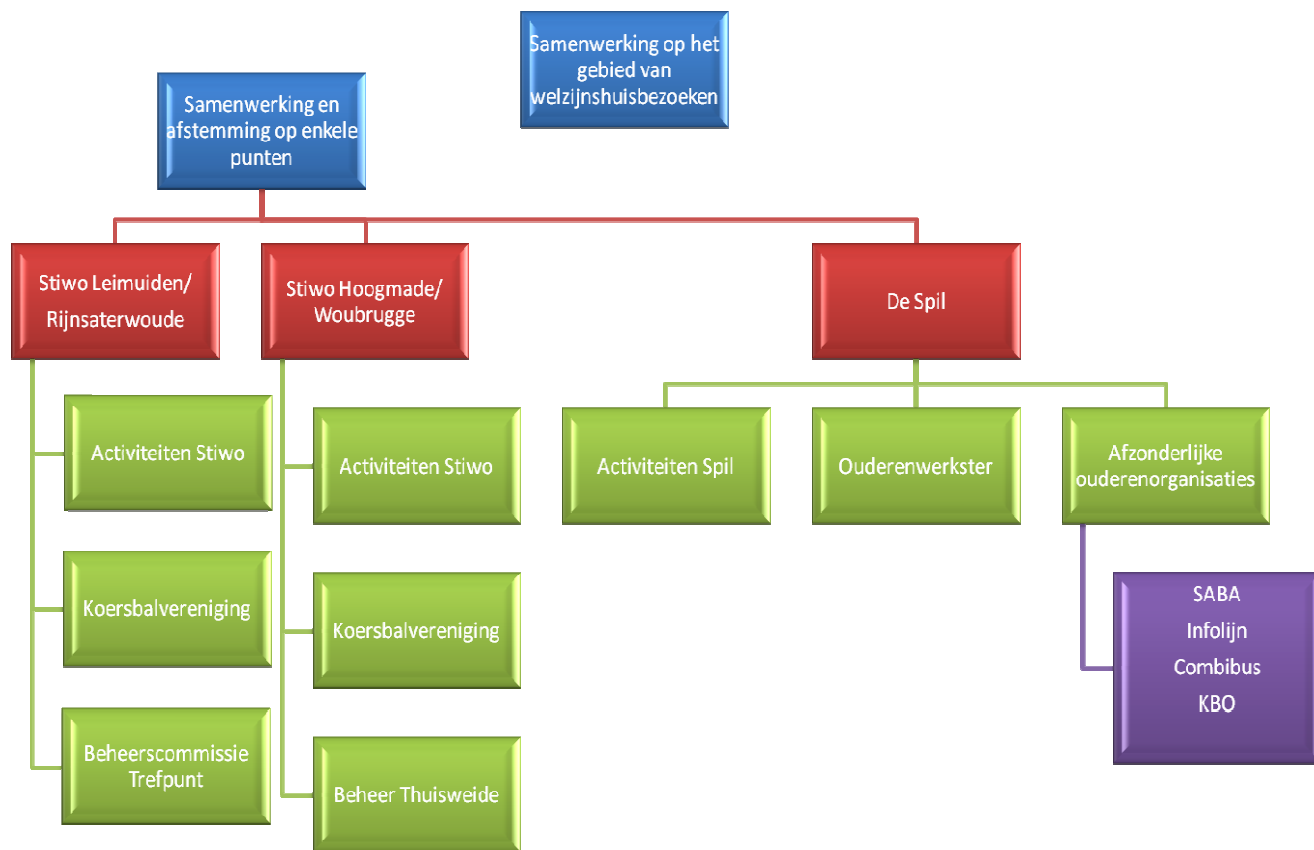 Samenwerking op het
gebied van
welzijnshuisbezoeken
Samenwerking en
afstemming op enkele
punten
Stiwo Leimuiden/
Rijnsaterwoude
Stiwo Hoogmade/
Woubrugge
De Spil
Activiteiten Stiwo
Koersbalvereniging
Beheerscommissie
Trefpunt
Activiteiten Stiwo
Koersbalvereniging
Beheer Thuisweide
Activiteiten Spil
Ouderenwerkster
Afzonderlijke
ouderenorganisaties
SABA
Infolijn
Combibus
KBO